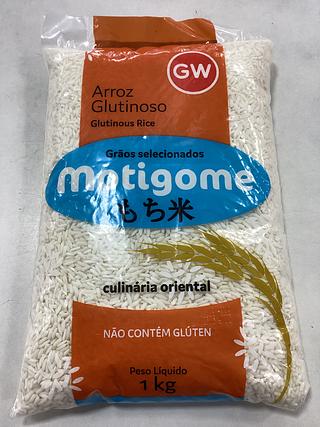 GW
Arroz
Glutinoso
Glutinous Rice
Grãos selecionados
Motigome
もち米
culinária oriental
NÃO CONTÉM GLÚTEN
Peso Líquido
1 kg